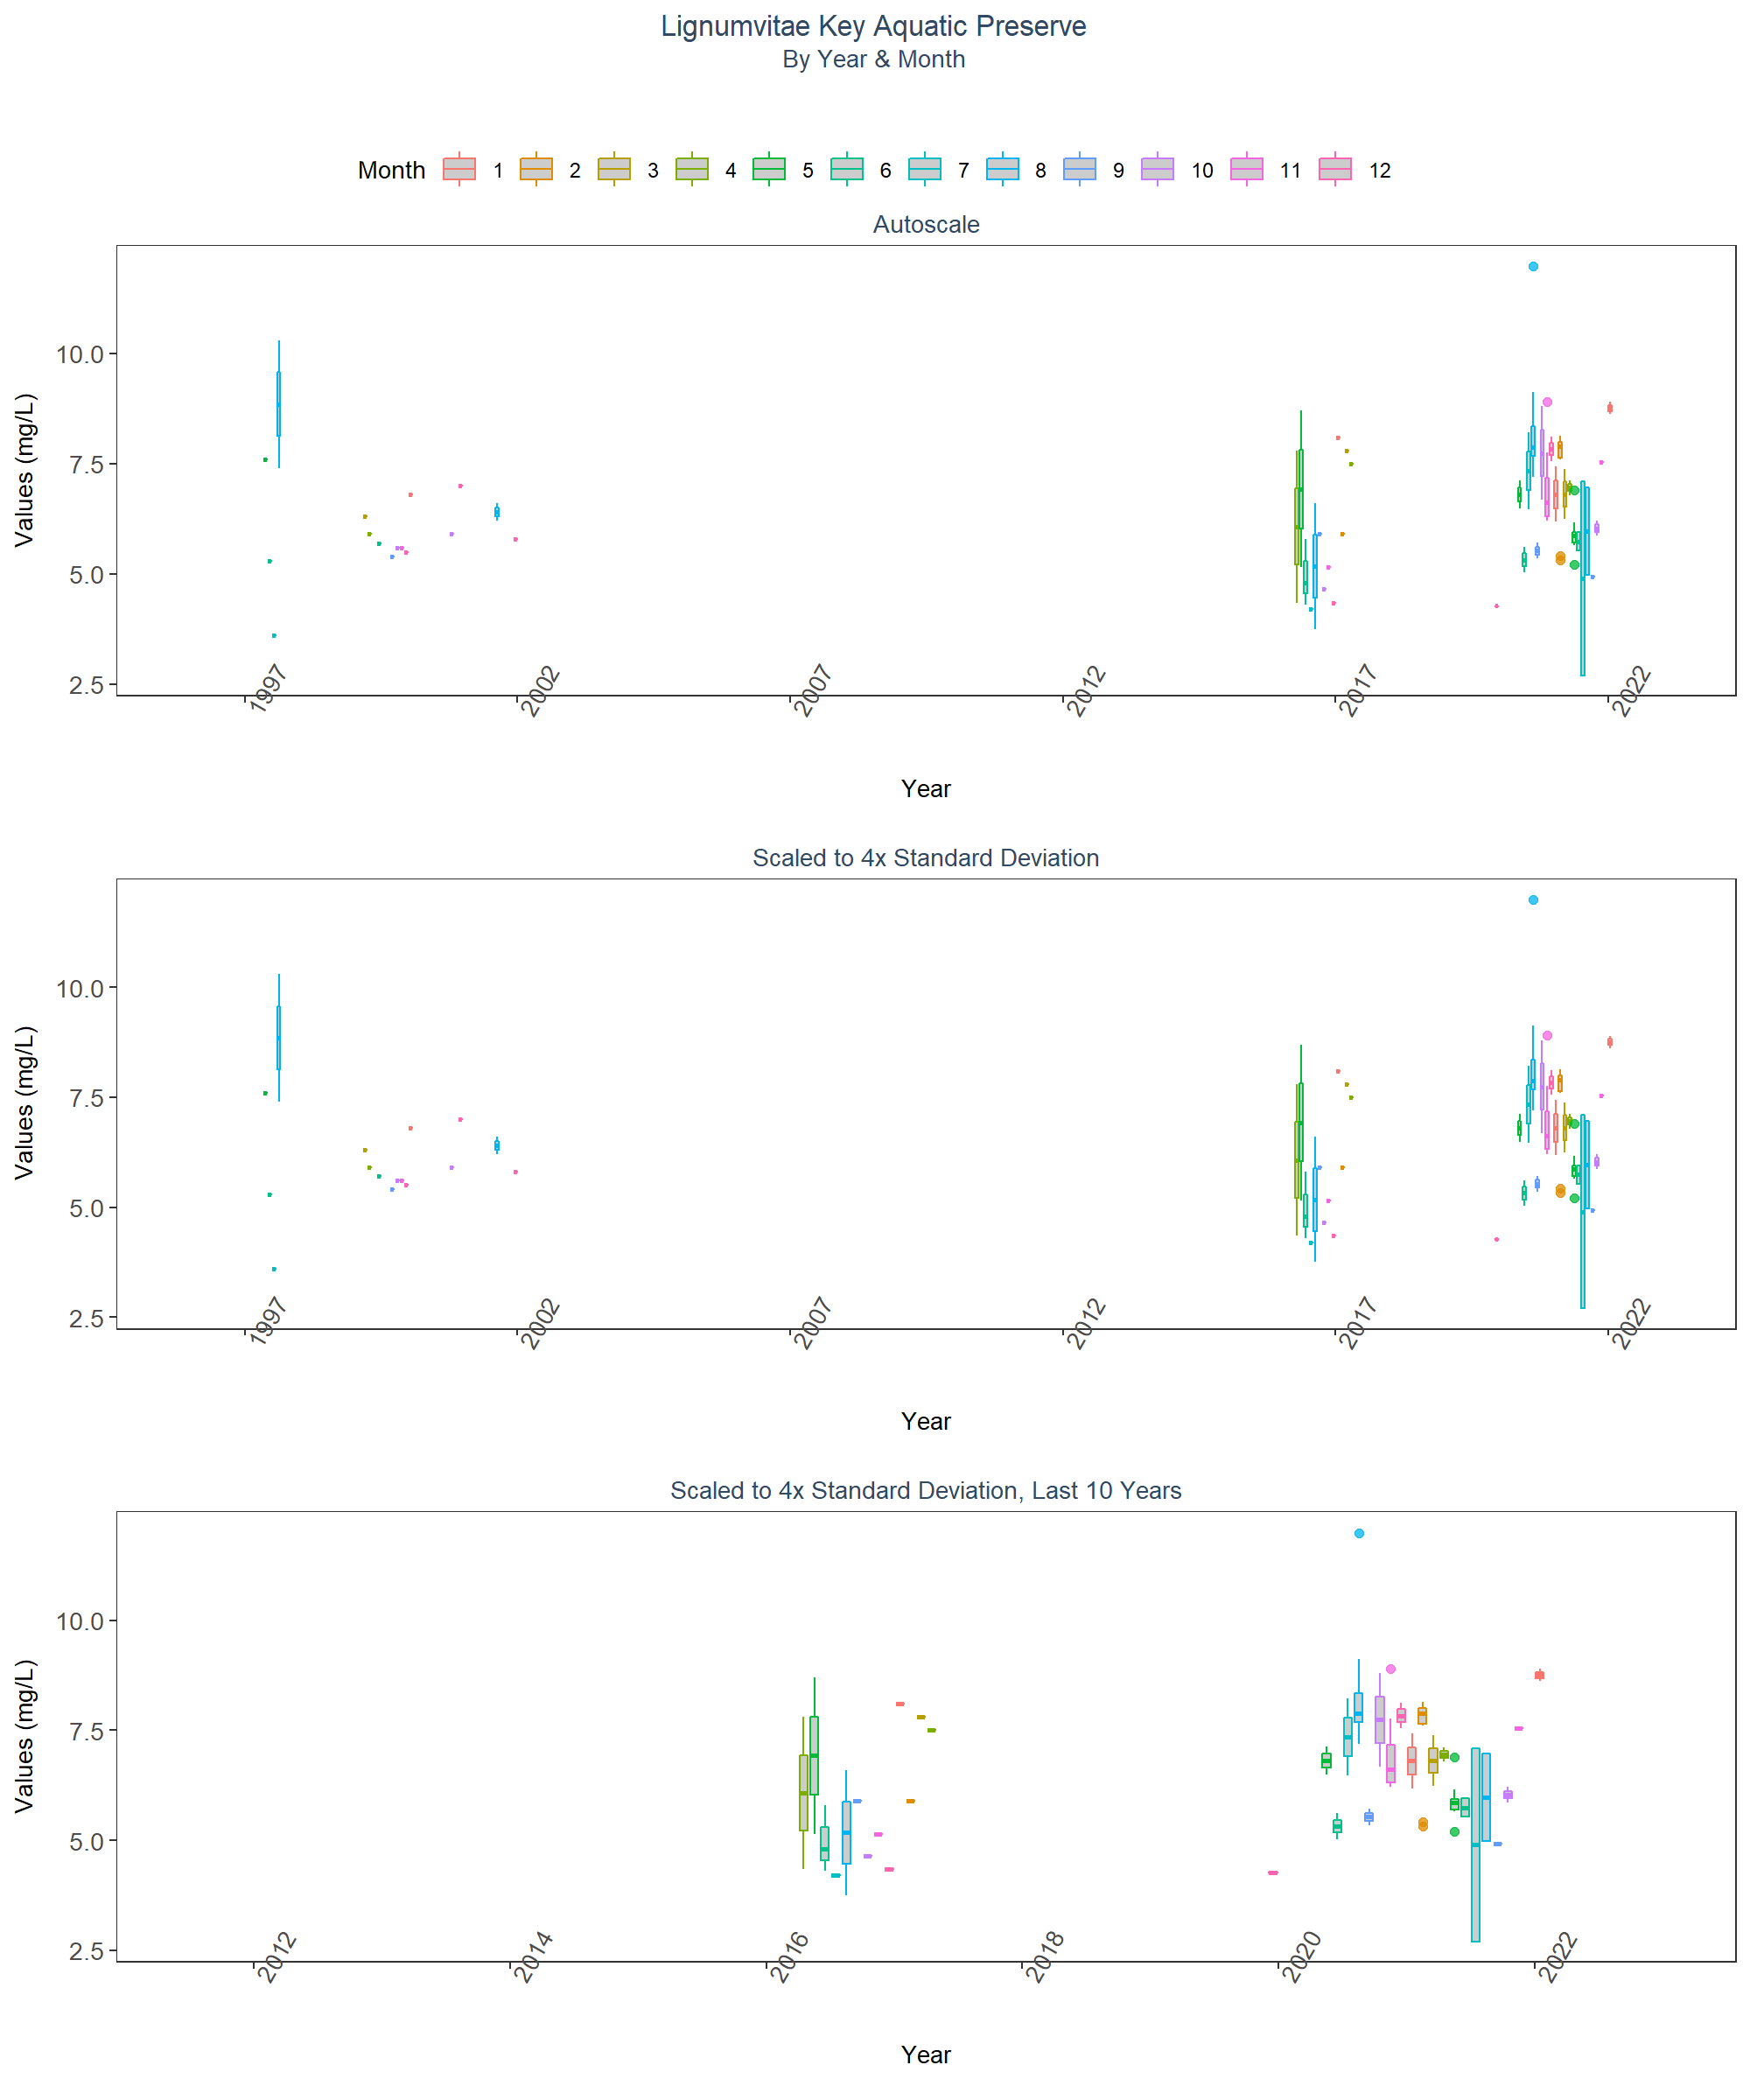 Lignumvitae Key Aquatic Preserve
By Year & Month
Month 1 2 3 4 5 6 7 8 9 10 11 12
Autoscale
Values (mg/L)
10.0
7.5
5.0
2.5
1997 2002 2007 2012 2017 2022
Year
Scaled to 4x Standard Deviation
Values (mg/L)
10.0
7.5
5.0
2.5
1997 2002 2007 2012 2017 2022
Year
Scaled to 4x Standard Deviation, Last 10 Years
Values (mg/L)
10.0
7.5
5.0
2.5
2012 2014 2016 2018 2020 2022
Year